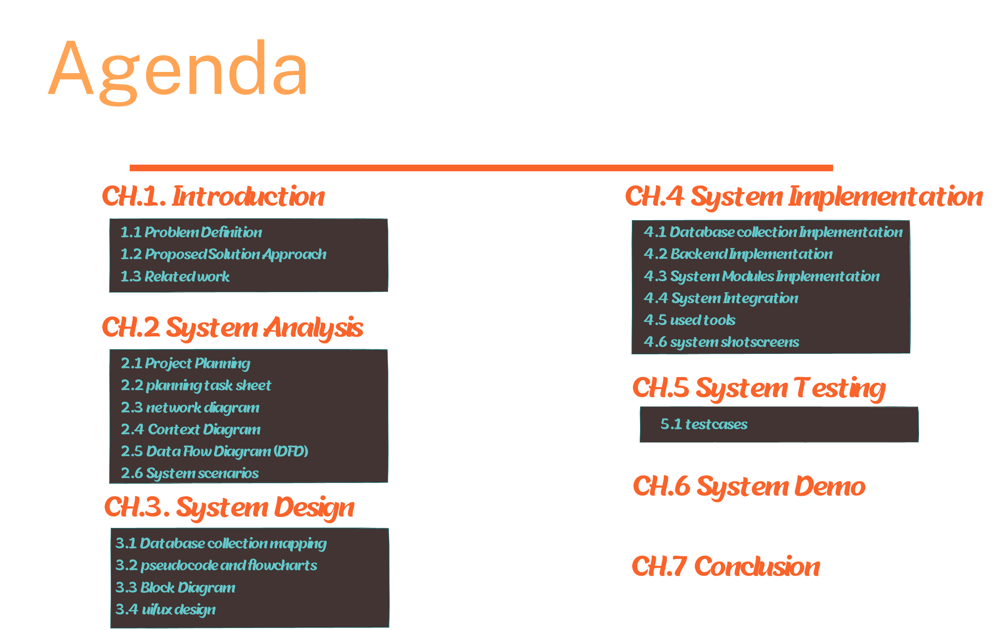 Agenda
CH.1. Introduction
1.1 Problem Definition
1.2 Proposed Solution Approach
1.3 Related work
CH.2 System Analysis
2.1 Project Planning
2.2 planning task sheet
2.3 network diagram
2.4 Context Diagram
2.5 Data Flow Diagram (DFD)
2.6 System scenarios
CH.3. System Design
3.1 Database collection mapping
3.2 pseudocode and flowcharts
3.3 Block Diagram
3.4 ui/ux design
CH.4 System Implementation
4.1 Database collection Implementation
4.2 Backend Implementation
4.3 System Modules Implementation
4.4 System Integration
4.5 used tools
4.6 system shotscreens
CH.5 System Testing
5.1 testcases
CH.6 System Demo
CH.7 Conclusion